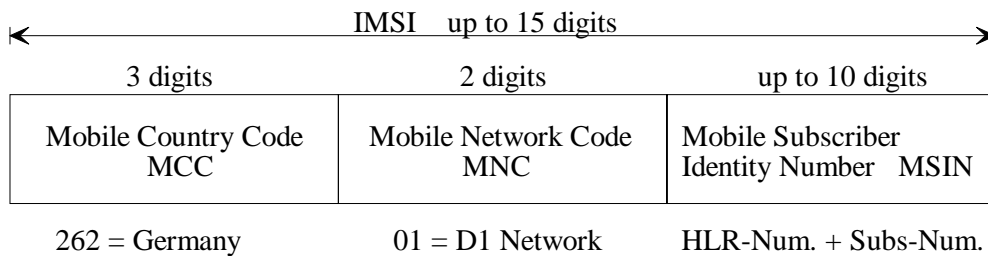 IMSI up to 15 digits
3 digits 2 digits up to 10 digits
Mobile Country Code Mobile Network Code Mobile Subscriber
MCC MNC Identity Number MSIN
262 = Germany 01 = D1 Network HLR-Num. + Subs-Num.